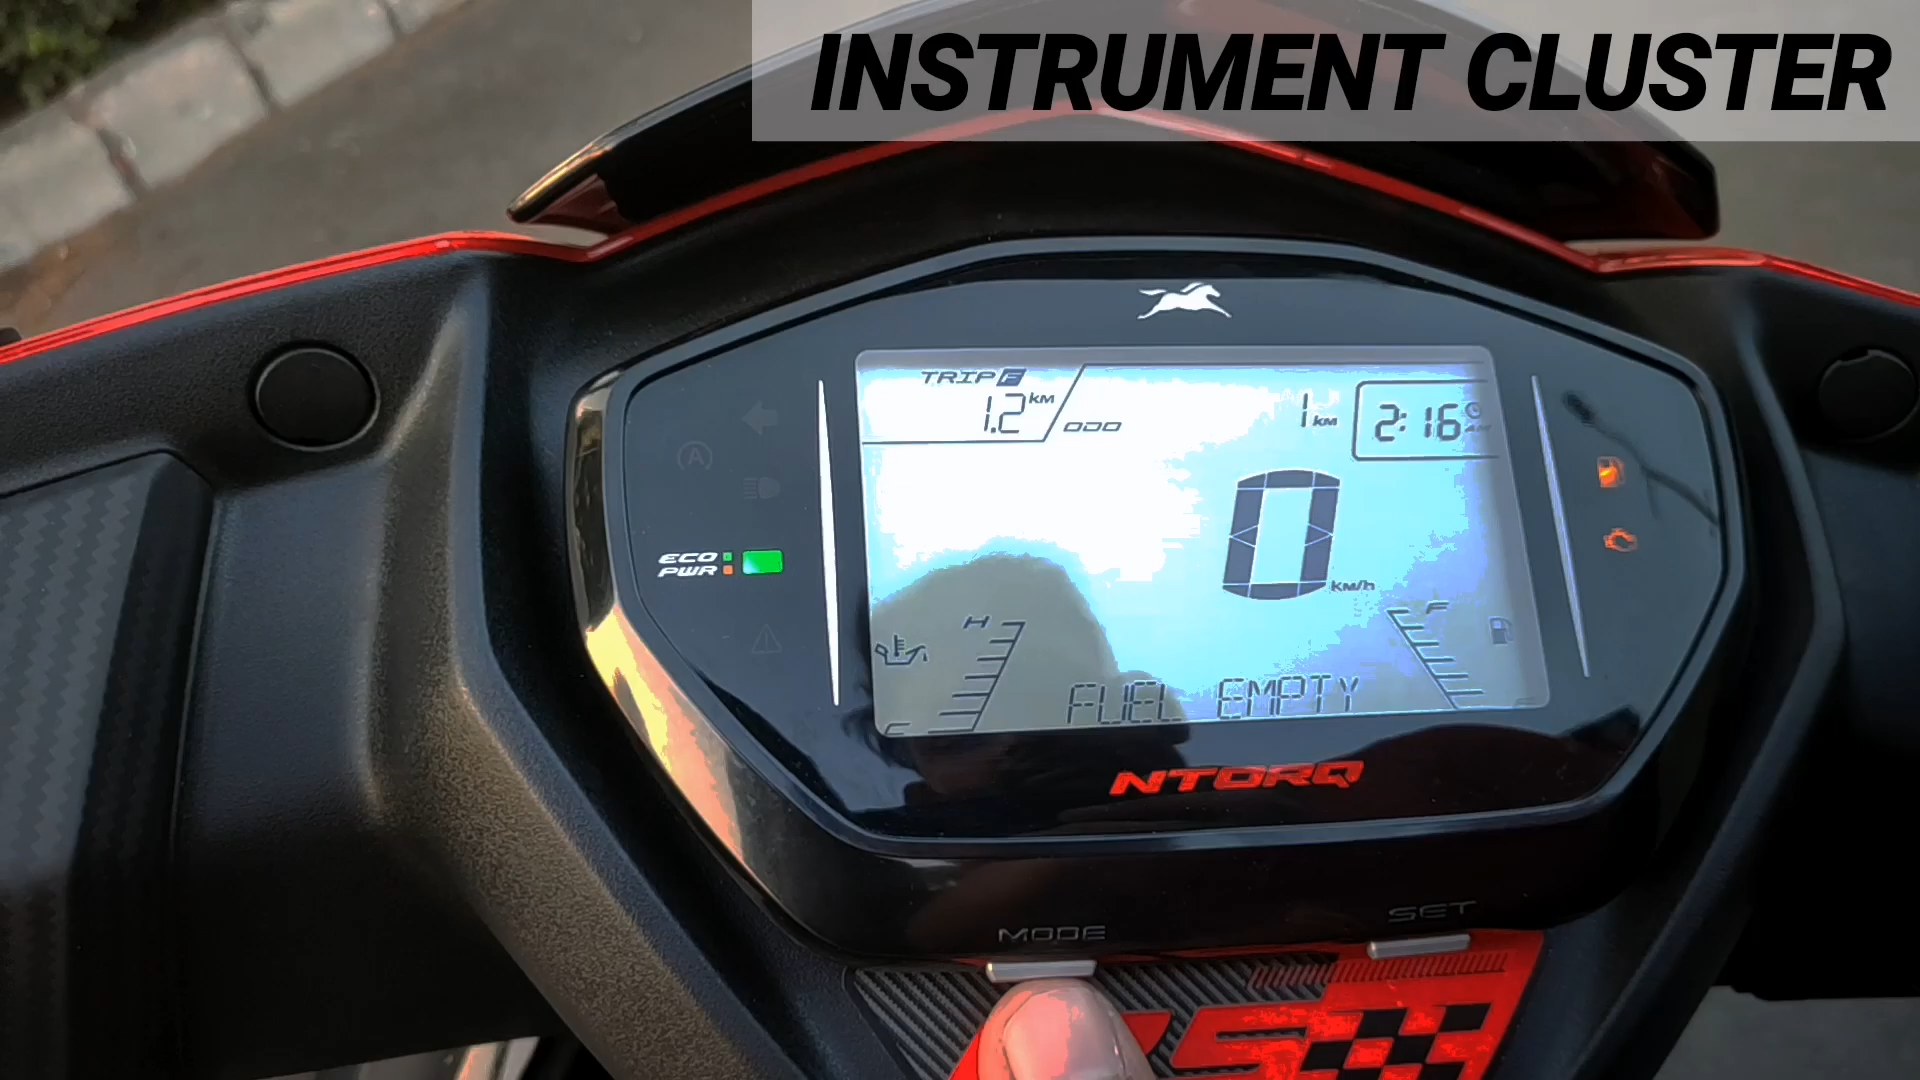 INSTRUMENT CLUSTER
TRIP F
1.2 KM
ODO
1 KM
2:16
ECO
PWR
0
KM/h
H
F
C
FUEL EMPTY
NTORQ
MODE
SET